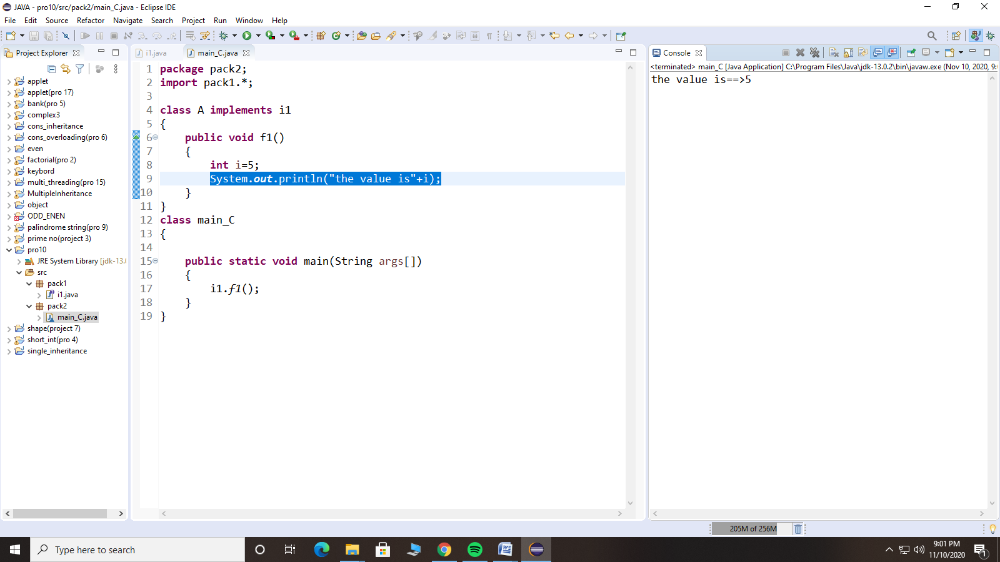 JAVA - pro10/src/pack2/main_C.java - Eclipse IDE
File Edit Source Refactor Navigate Search Project Run Window Help
Project Explorer
applet
applet(pro 17)
bank(pro 5)
complex3
cons_inheritance
cons_overloading(pro 6)
even
factorial(pro 2)
keybord
multi_threading(pro 15)
MultipleInheritance
object
ODD_ENEN
palindrome string(pro 9)
prime no(project 3)
pro10
JRE System Library [jdk-13.0
src
pack1
i1.java
pack2
main_C.java
shape(project 7)
short_int(pro 4)
single_inheritance
i1.java main_C.java
1 package pack2;
2 import pack1.*;
3
4 class A implements i1
5 {
6 public void f1()
7 {
8 int i=5;
9 System.out.println("the value is"+i);
10 }
11 }
12 class main_C
13 {
14
15 public static void main(String args[])
16 {
17 i1.f1();
18 }
19 }
Console
<terminated> main_C [Java Application] C:\Program Files\Java\jdk-13.0.2\bin\javaw.exe (Nov 10, 2020, 9:
the value is==>5
205M of 256M
Type here to search
9:01 PM
11/10/2020
1